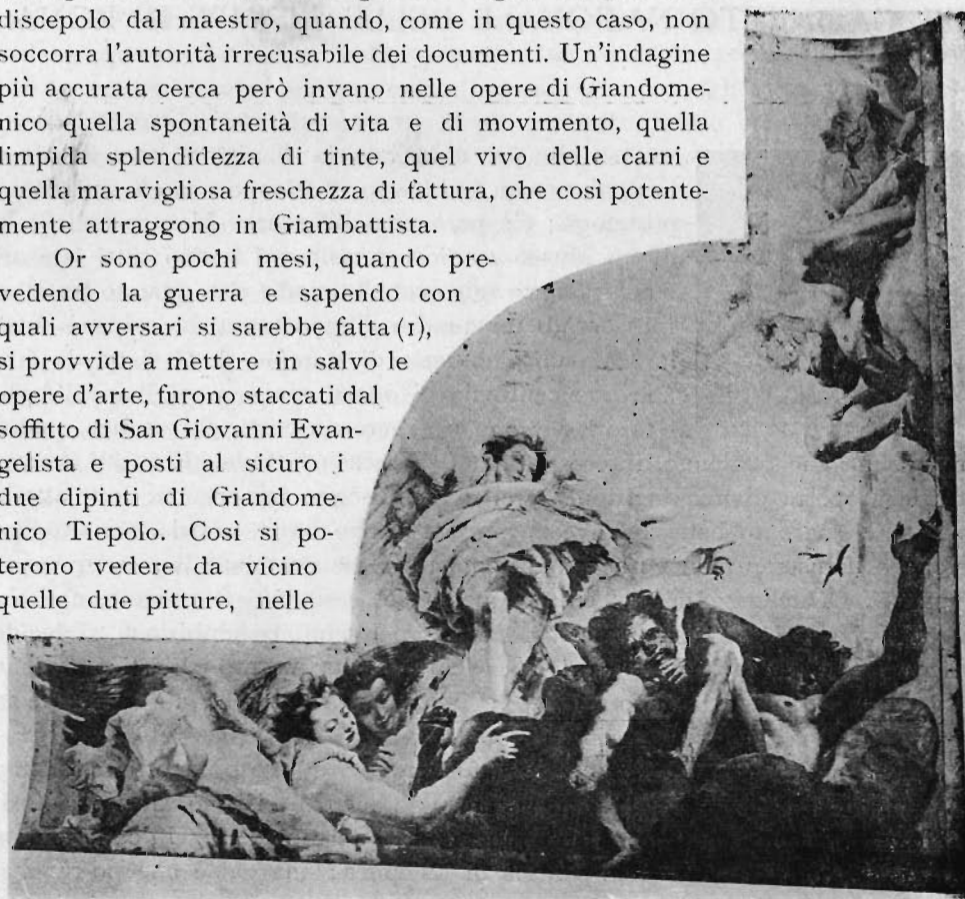 discepolo dal maestro, quando, come in questo caso, non
soccorra l'autorità irrecusabile dei documenti. Un'indagine
più accurata cerca però invano nelle opere di Giandome-
nico quella spontaneità di vita e di movimento, quella
limpida splendidezza di tinte, quel vivo delle carni e
quella maravigliosa freschezza di fattura, che così potente-
mente attraggono in Giambattista.
Or sono pochi mesi, quando pre-
vedendo la guerra e sapendo con
quali avversari si sarebbe fatta (1),
si provvide a mettere in salvo le
opere d'arte, furono staccati dal
soffitto di San Giovanni Evan-
gelista e posti al sicuro i
due dipinti di Giandome-
nico Tiepolo. Così si po-
terono vedere da vicino
quelle due pitture, nelle